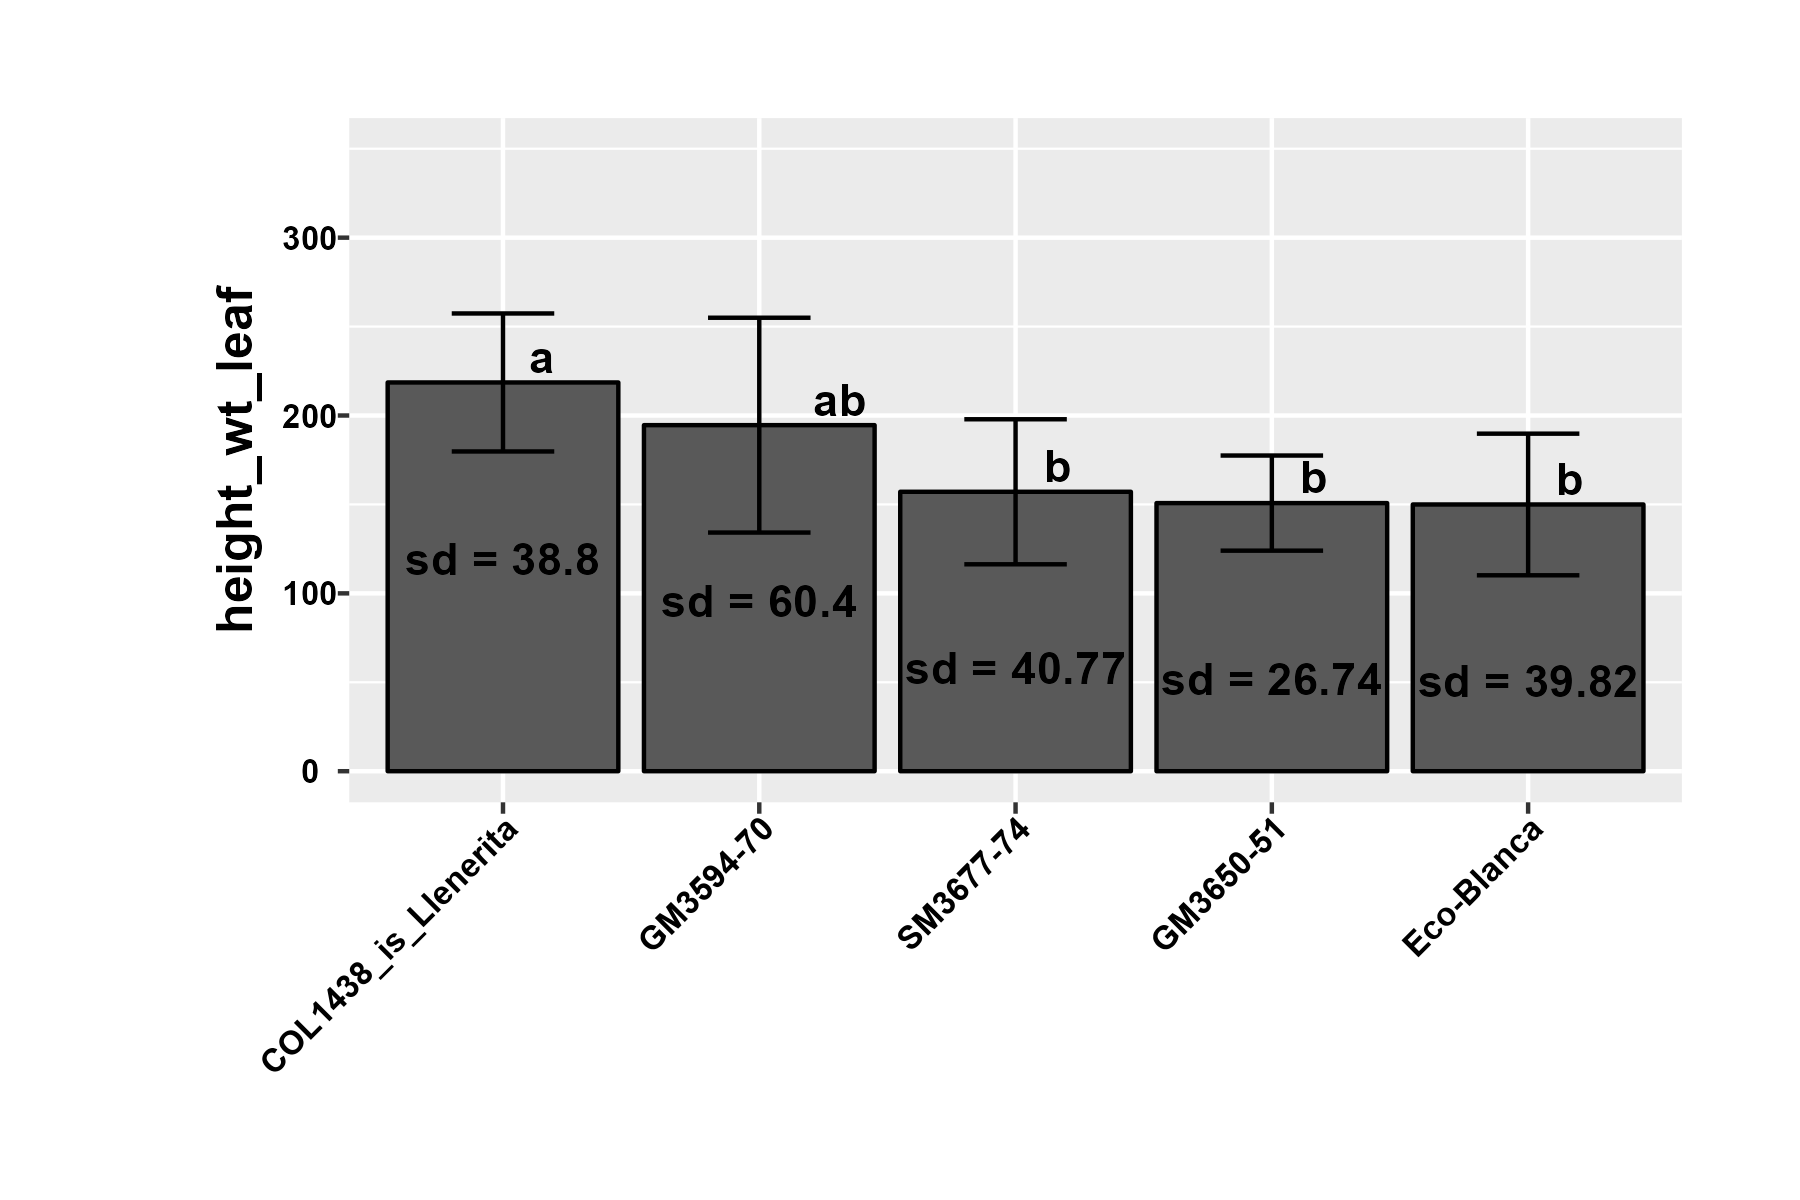 height_wt_leaf
300
200
100
0
a
ab
b
b
b
sd = 38.8
sd = 60.4
sd = 40.77
sd = 26.74
sd = 39.82
COL1438_is_Llenerita
GM3594-70
SM3677-74
GM3650-51
Eco-Blanca